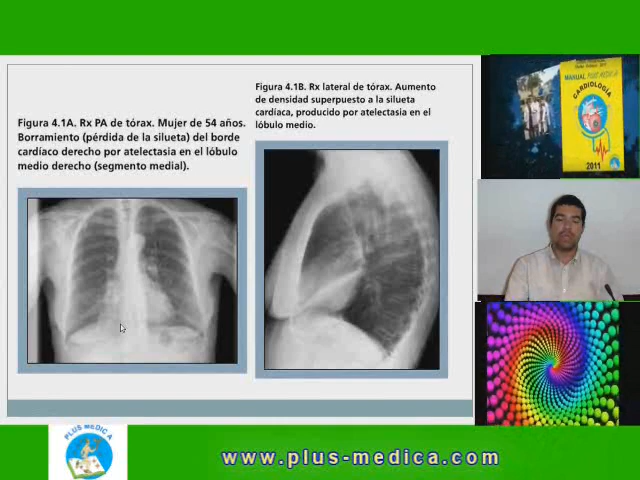 Figura 4.1A. Rx PA de tórax. Mujer de 54 años.
Borramiento (pérdida de la silueta) del borde
cardíaco derecho por atelectasia en el lóbulo
medio derecho (segmento medial).
Figura 4.1B. Rx lateral de tórax. Aumento
de densidad superpuesto a la silueta
cardíaca, producido por atelectasia en el
lóbulo medio.
MANUAL PLUS MEDICA
CARDIOLOGÍA
2011
PLUS MEDICA
www.plus-medica.com